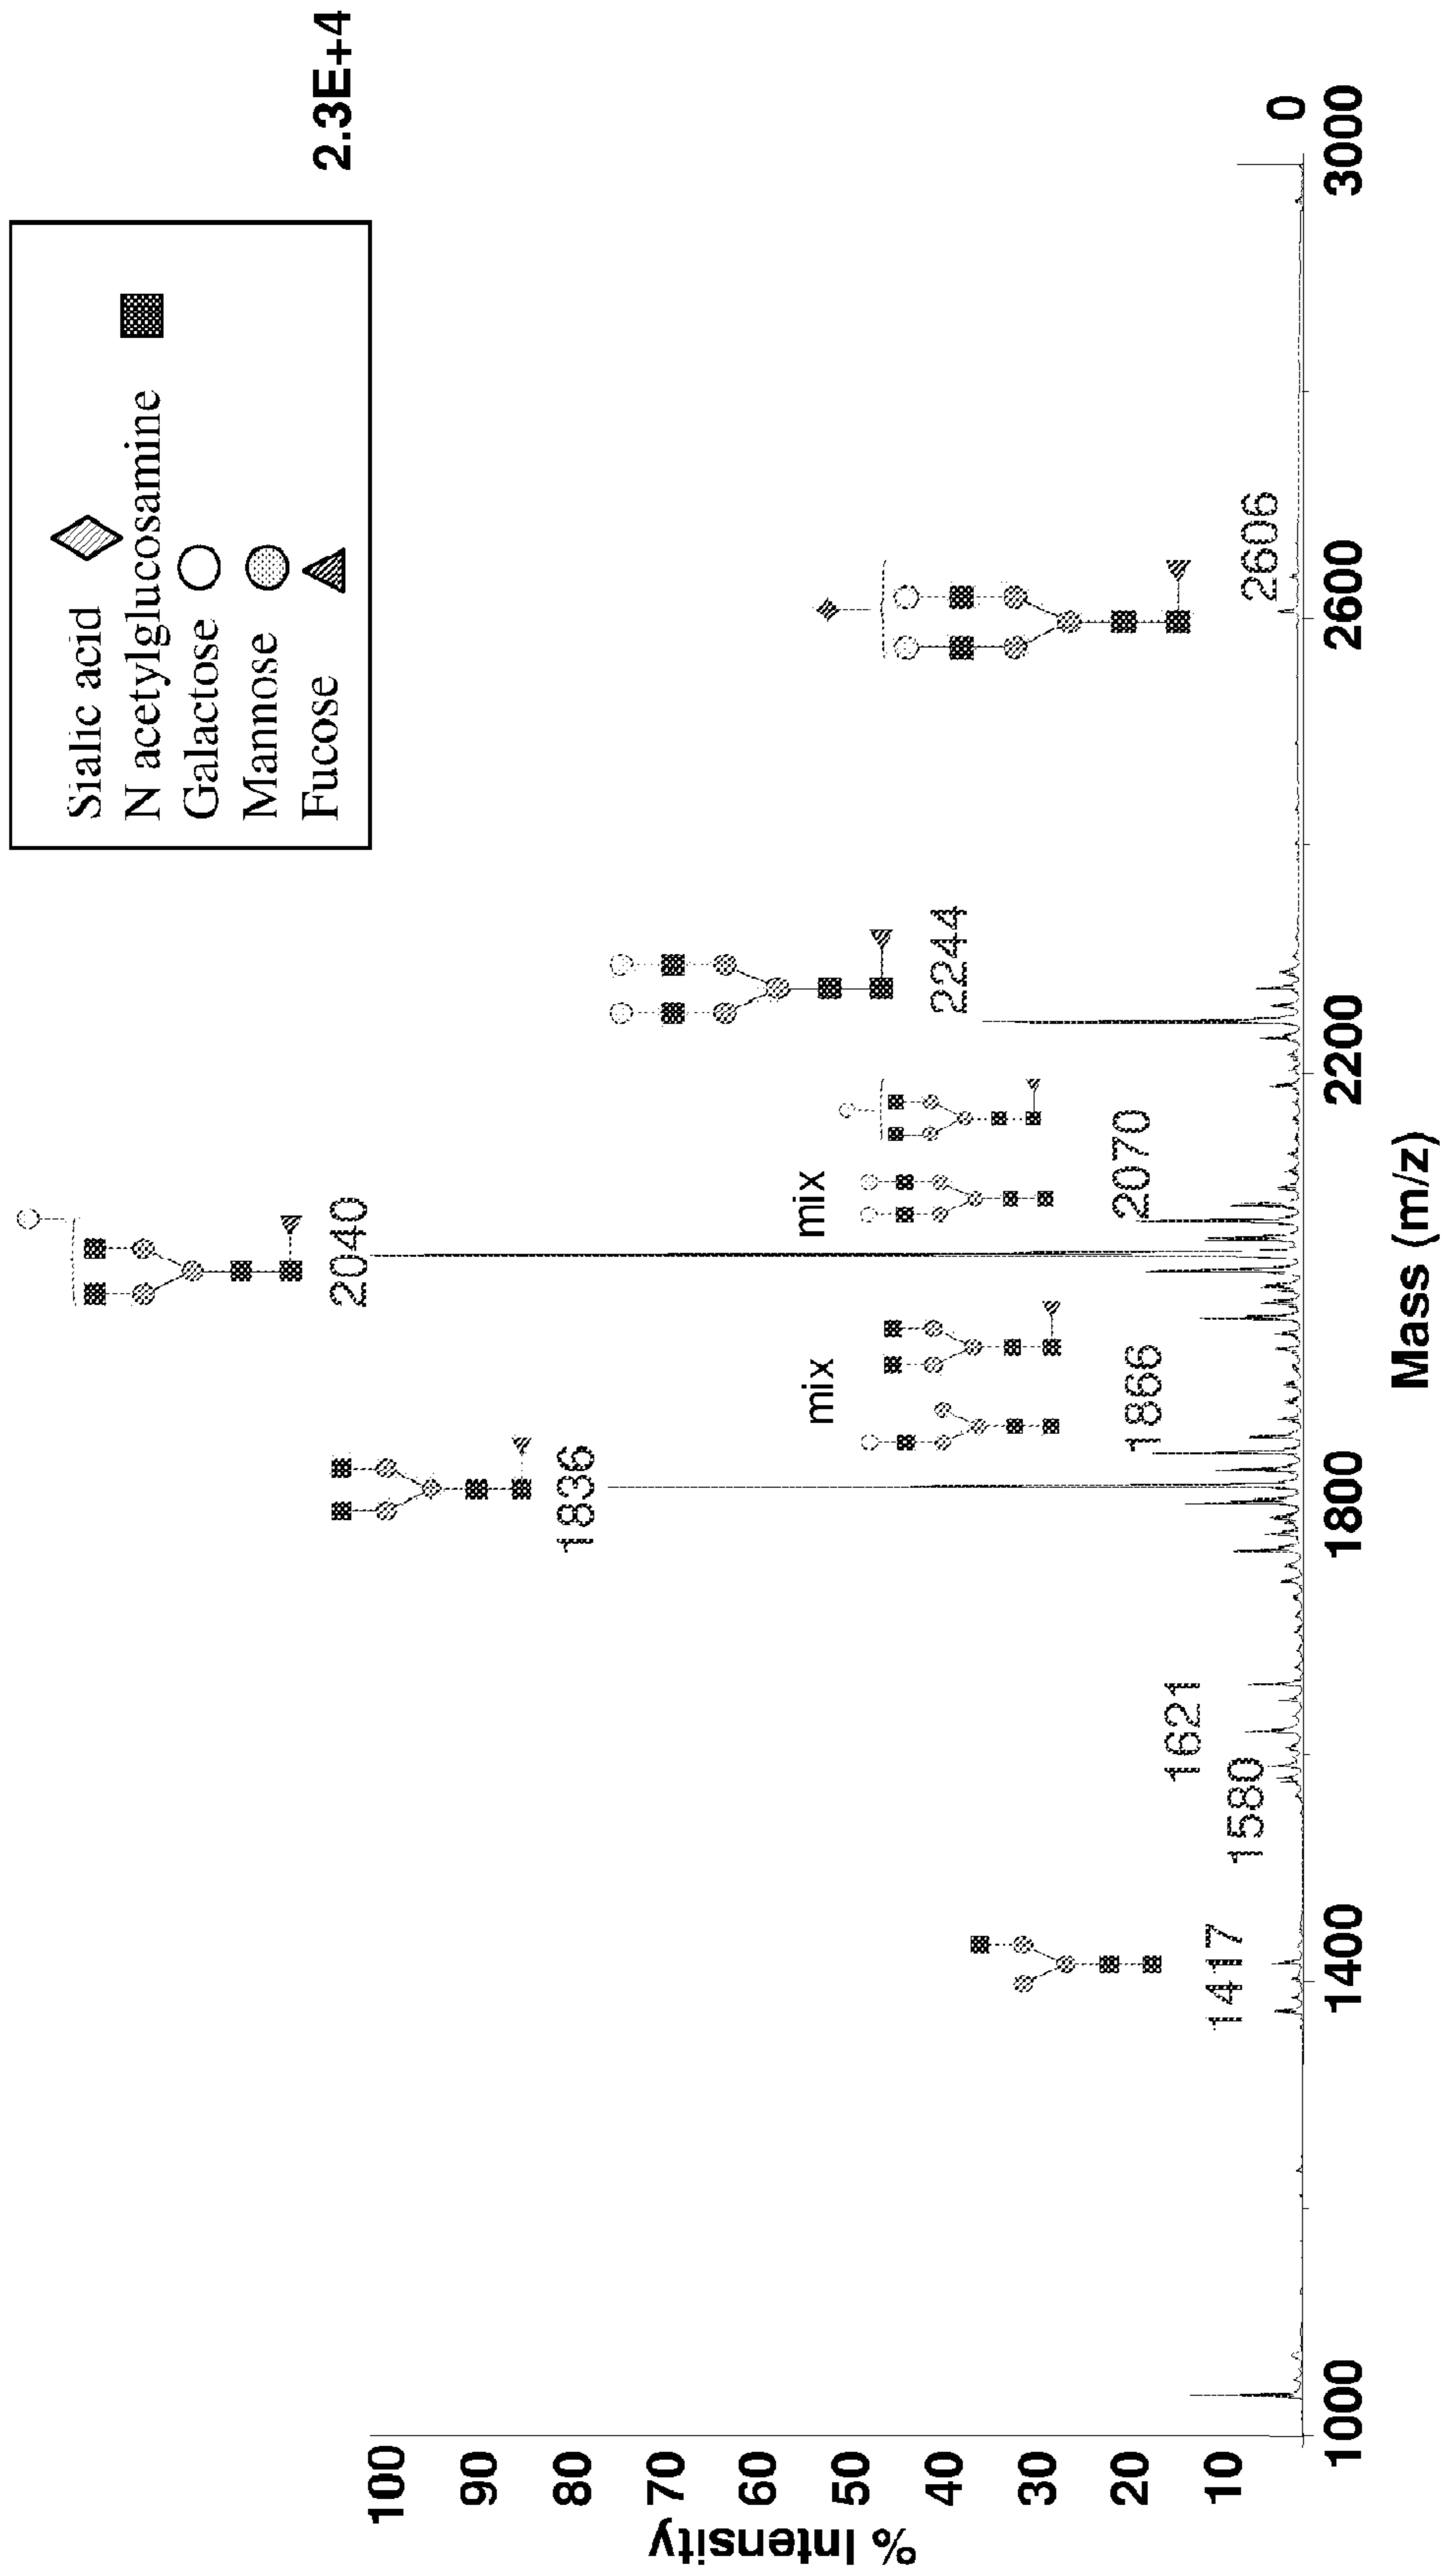 Sialic acid
N acetylglucosamine
Galactose
Mannose
Fucose
2.3E+4
% Intensity
100
90
80
70
60
50
40
30
20
10
0
1417
1580
1621
1836
mix
1866
2040
mix
2070
2244
2606
1000
1400
1800
2200
2600
3000
Mass (m/z)